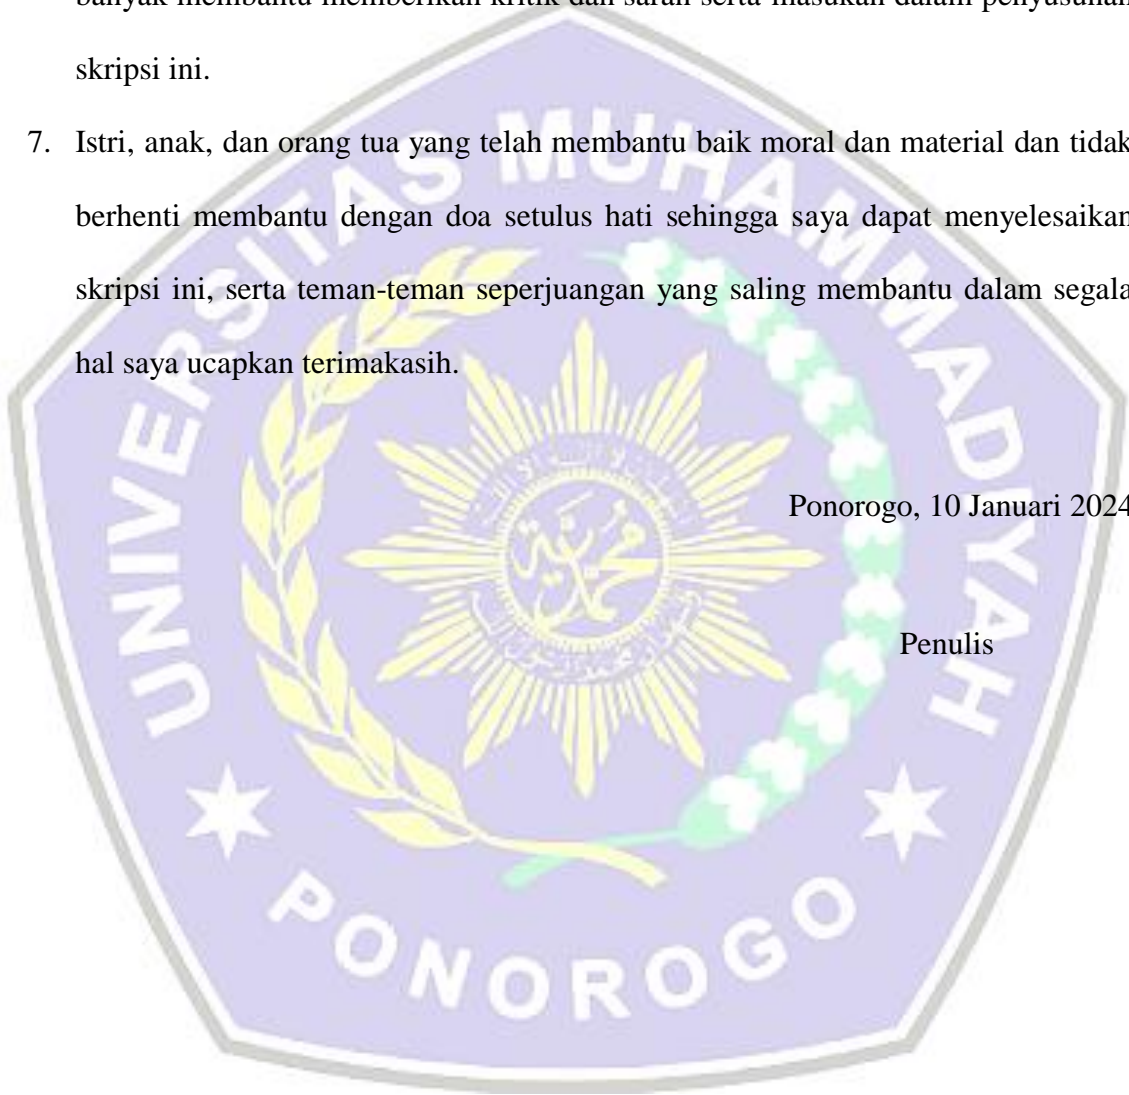 banyak membantu memberikan kritik dan saran serta masukan dalam penyusunan
skripsi ini.
7. Istri, anak, dan orang tua yang telah membantu baik moral dan material dan tidak
berhenti membantu dengan doa setulus hati sehingga saya dapat menyelesaikan
skripsi ini, serta teman-teman seperjuangan yang saling membantu dalam segala
hal saya ucapkan terimakasih.
Ponorogo, 10 Januari 2024
Penulis
UNIVERSITAS MUHAMMADIYAH
PONOROGO